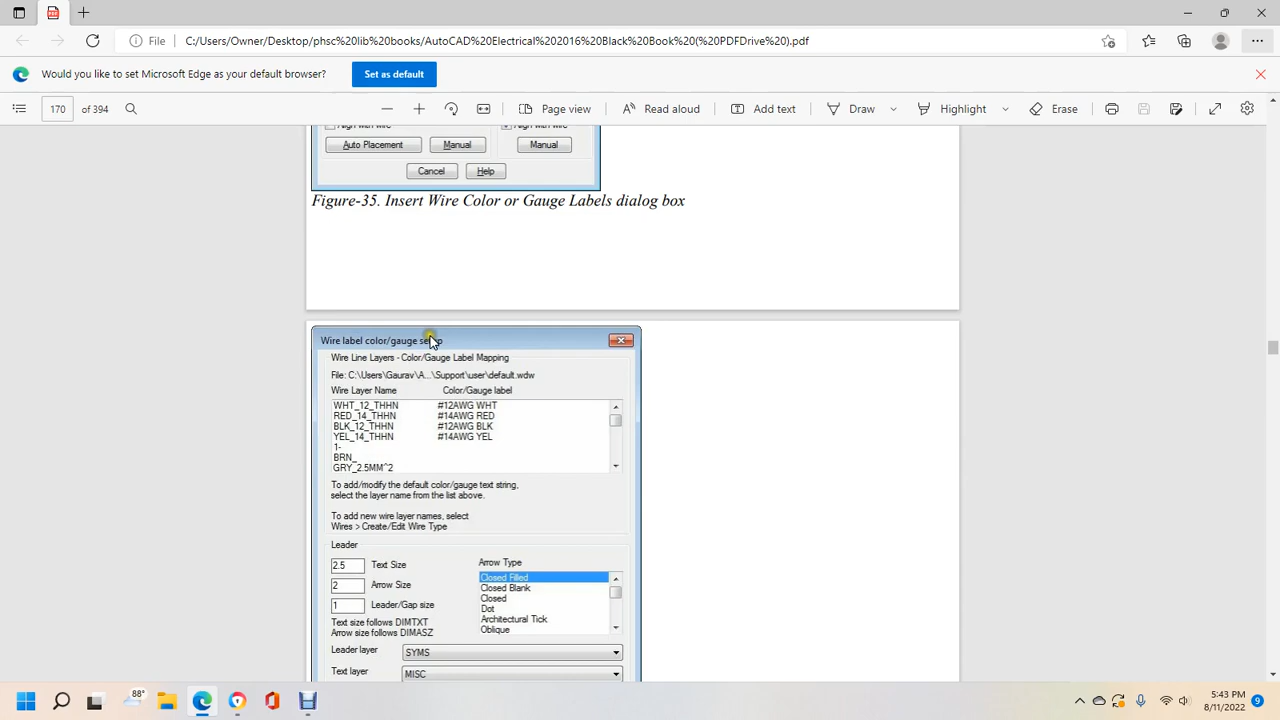 File C:/Users/Owner/Desktop/phsc%20lib%20books/AutoCAD%20Electrical%202016%20Black%20Book%20(%20PDFDrive%20).pdf
Would you like to set Microsoft Edge as your default browser? Set as default
170 of 394 Page view Read aloud Add text Draw Highlight Erase
Align with wire Align with wire
Auto Placement Manual Manual
Cancel Help
Figure-35. Insert Wire Color or Gauge Labels dialog box
Wire label color/gauge setup
Wire Line Layers - Color/Gauge Label Mapping
File: C:\Users\Gaurav\A...\Support\user\default.wdw
Wire Layer Name Color/Gauge label
WHT_12_THHN #12AWG WHT
RED_14_THHN #14AWG RED
BLK_12_THHN #12AWG BLK
YEL_14_THHN #14AWG YEL
1-
BRN_
GRY_2.5MM^2
To add/modify the default color/gauge text string,
select the layer name from the list above.
To add new wire layer names, select
Wires > Create/Edit Wire Type
Leader
2.5 Text Size
2 Arrow Size
1 Leader/Gap size
Text size follows DIMTXT
Arrow size follows DIMASZ
Arrow Type
Closed Filled
Closed Blank
Closed
Dot
Architectural Tick
Oblique
Leader layer SYMS
Text layer MISC
88°
5:43 PM
8/11/2022
9